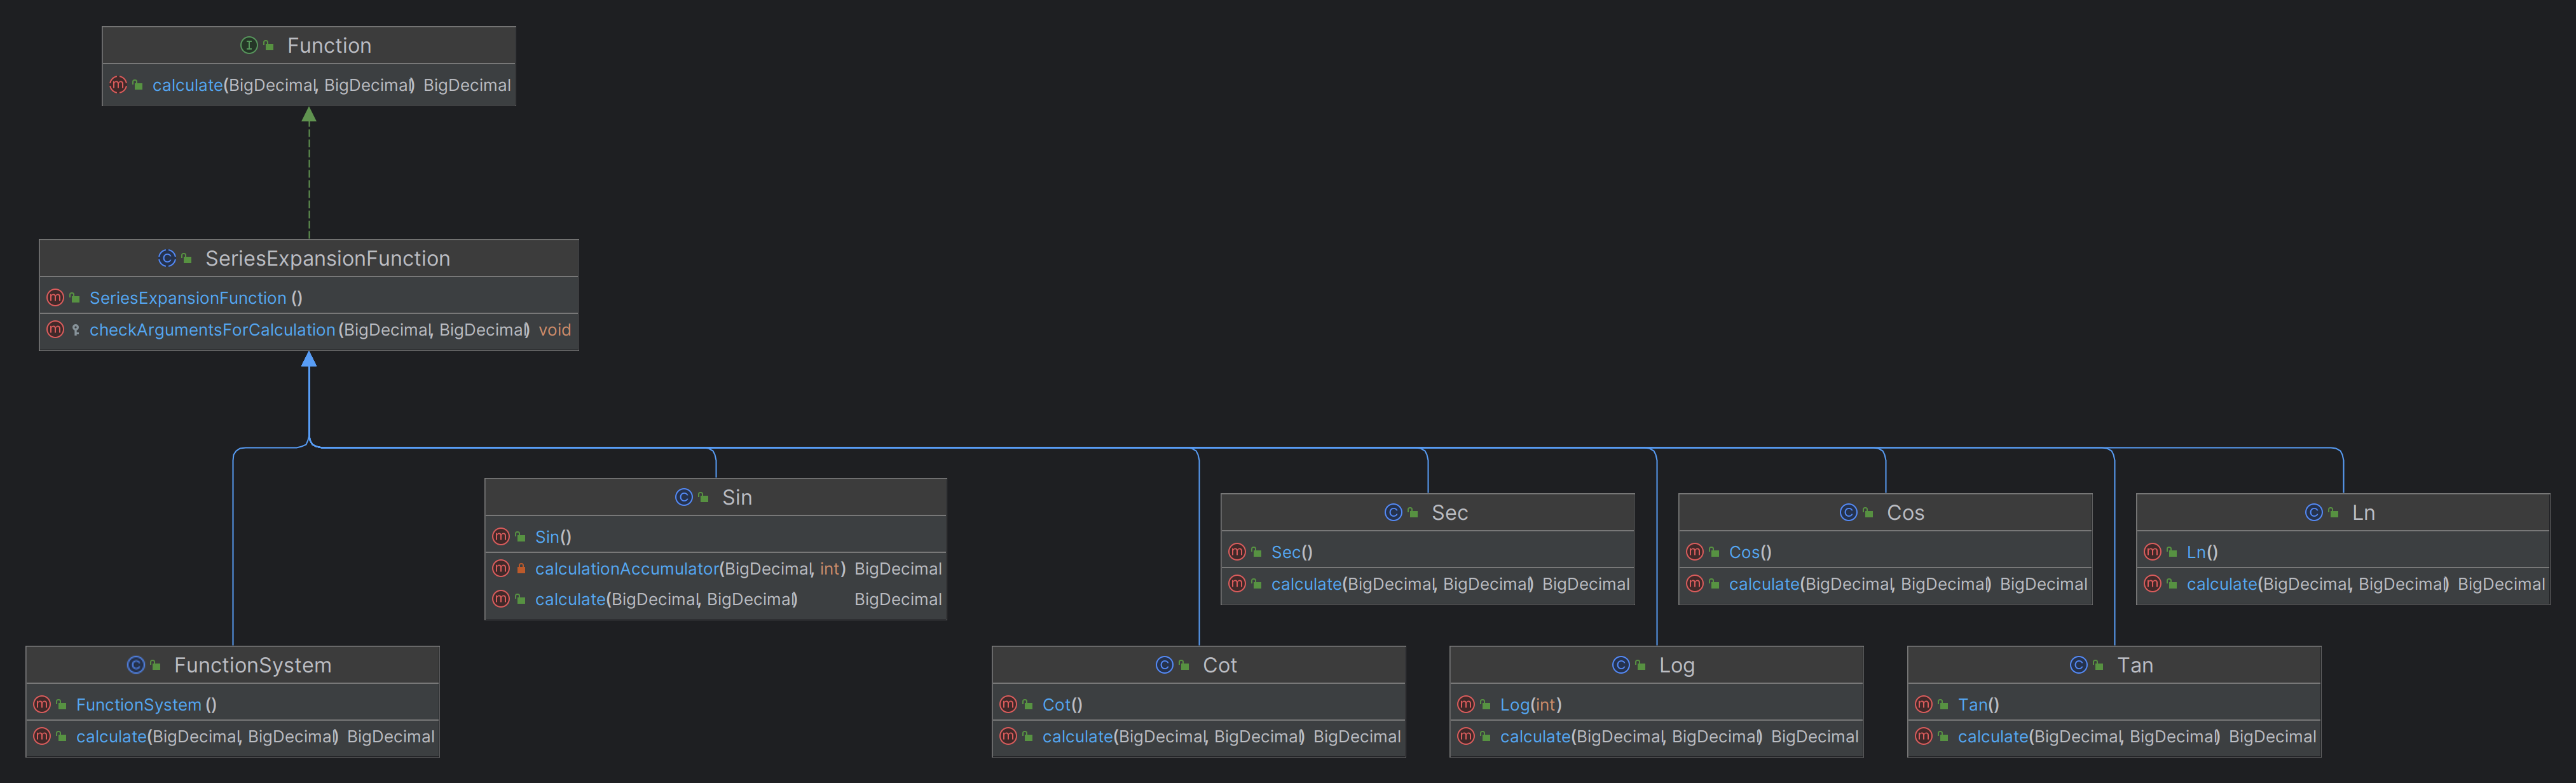 Function
calculate(BigDecimal, BigDecimal) BigDecimal
SeriesExpansionFunction
SeriesExpansionFunction()
checkArgumentsForCalculation(BigDecimal, BigDecimal) void
Sin
Sin()
calculationAccumulator(BigDecimal, int) BigDecimal
calculate(BigDecimal, BigDecimal) BigDecimal
Sec
Sec()
calculate(BigDecimal, BigDecimal) BigDecimal
Cos
Cos()
calculate(BigDecimal, BigDecimal) BigDecimal
Ln
Ln()
calculate(BigDecimal, BigDecimal) BigDecimal
FunctionSystem
FunctionSystem()
calculate(BigDecimal, BigDecimal) BigDecimal
Cot
Cot()
calculate(BigDecimal, BigDecimal) BigDecimal
Log
Log(int)
calculate(BigDecimal, BigDecimal) BigDecimal
Tan
Tan()
calculate(BigDecimal, BigDecimal) BigDecimal